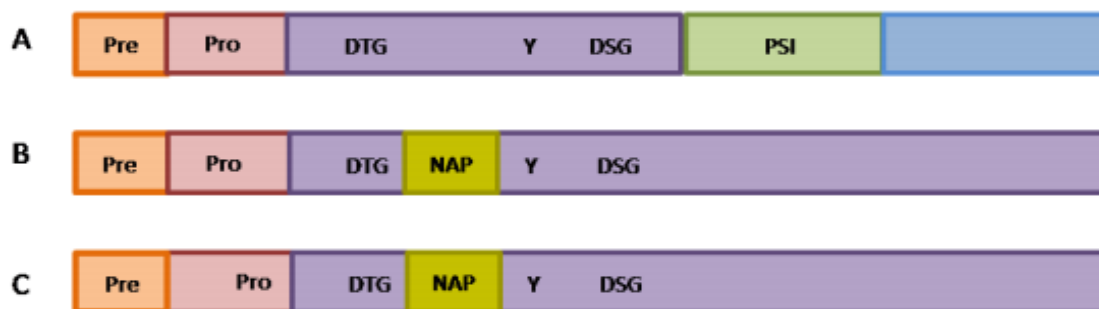 A Pre Pro DTG Y DSG PSI
B Pre Pro DTG NAP Y DSG
C Pre Pro DTG NAP Y DSG